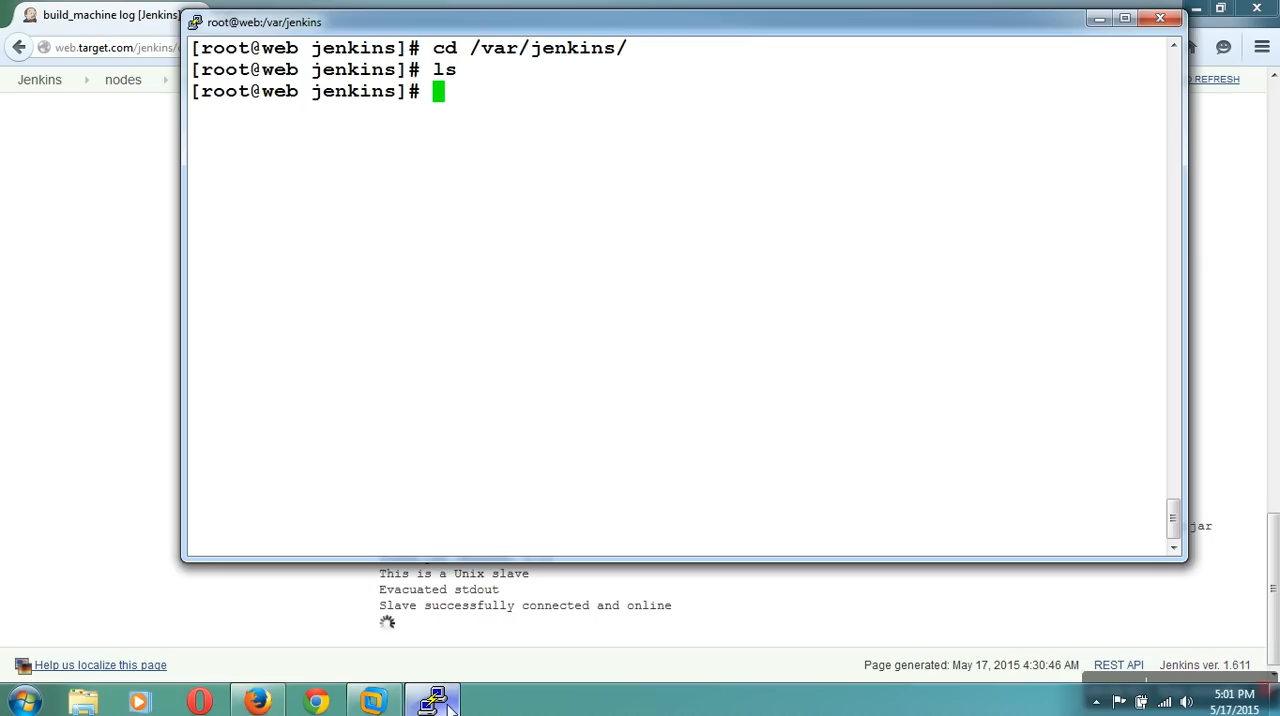 build_machine log [Jenkins]
root@web:/var/jenkins
web.target.com/jenkins/
Jenkins
nodes
REFRESH
[root@web jenkins]# cd /var/jenkins/
[root@web jenkins]# ls
[root@web jenkins]#
jar
This is a Unix slave
Evacuated stdout
Slave successfully connected and online
Help us localize this page
Page generated: May 17, 2015 4:30:46 AM
REST API
Jenkins ver. 1.611
5:01 PM
5/17/2015